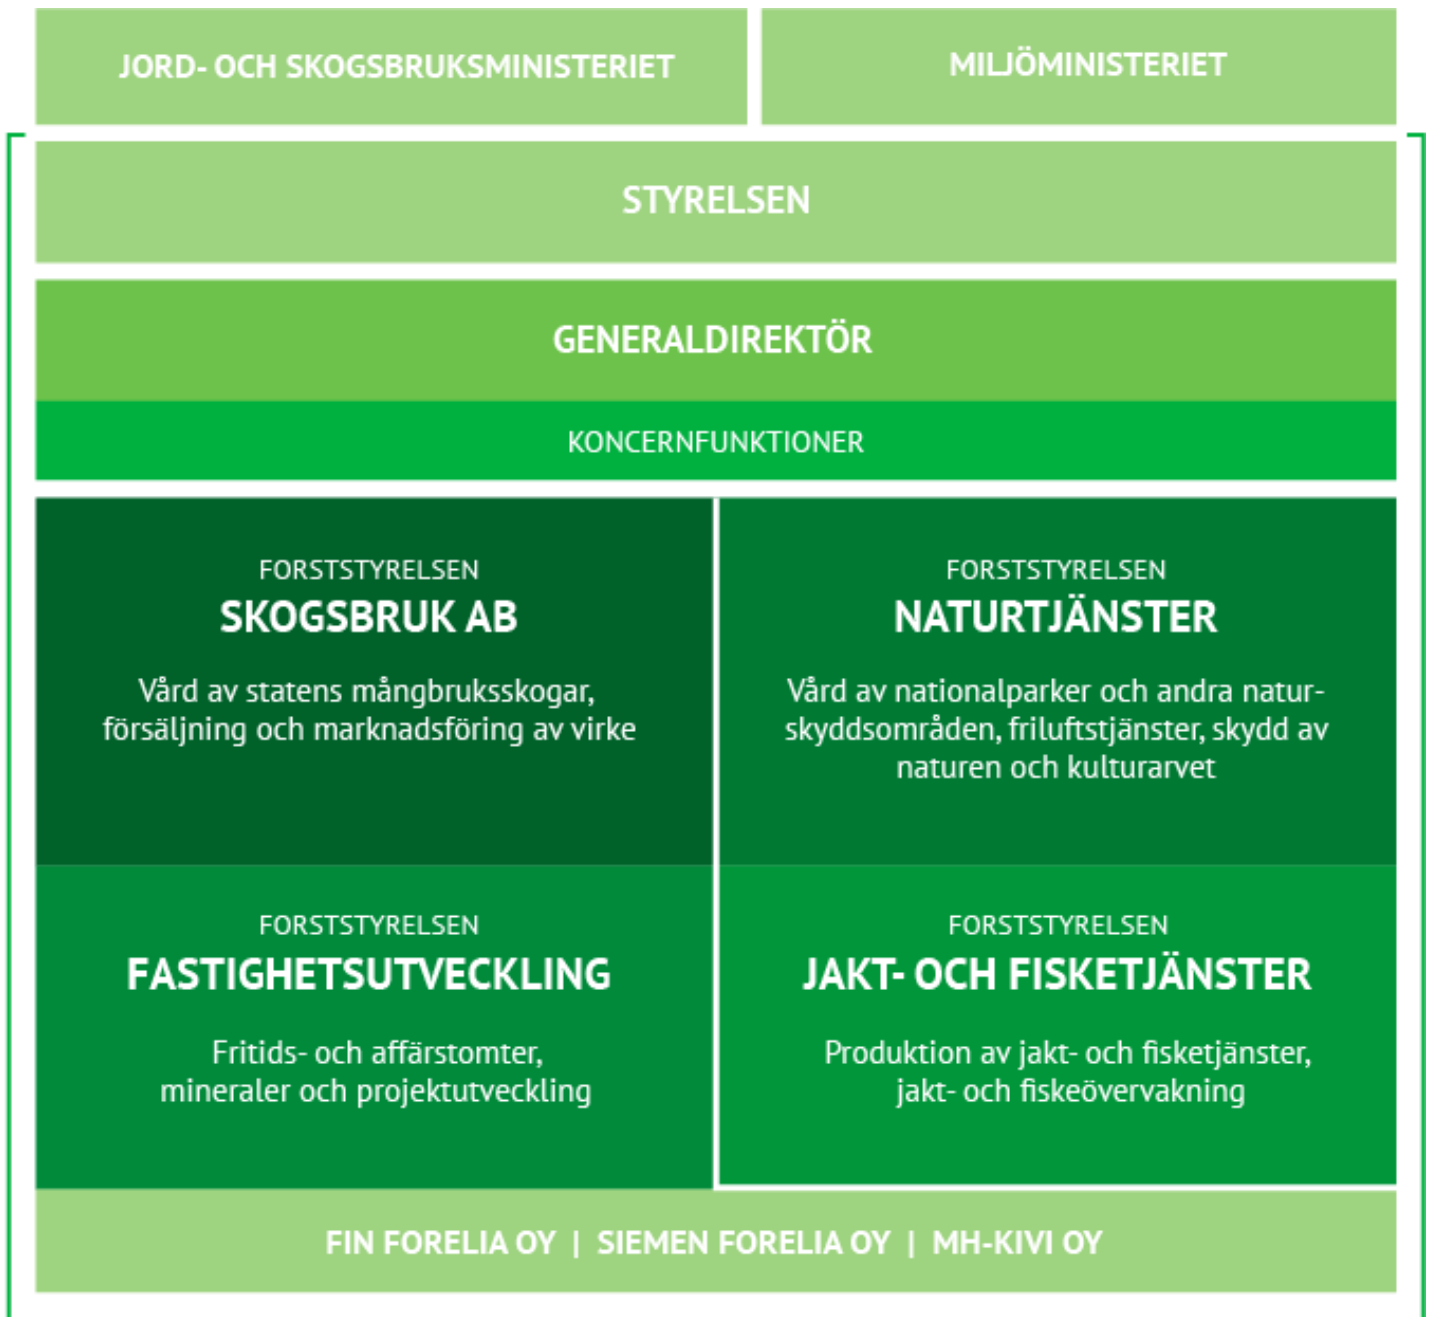 JORD- OCH SKOGSBRUKSMINISTERIET
MILJÖMINISTERIET
STYRELSEN
GENERALDIREKTÖR
KONCERNFUNKTIONER
FORSTSTYRELSEN
SKOGSBRUK AB
Vård av statens mångbruksskogar,
försäljning och marknadsföring av virke
FORSTSTYRELSEN
NATURTJÄNSTER
Vård av nationalparker och andra natur-
skyddsområden, friluftstjänster, skydd av
naturen och kulturarvet
FORSTSTYRELSEN
FASTIGHETSUTVECKLING
Fritids- och affärstomter,
mineraler och projektutveckling
FORSTSTYRELSEN
JAKT- OCH FISKETJÄNSTER
Produktion av jakt- och fisketjänster,
jakt- och fiskeövervakning
FIN FORELIA OY | SIEMEN FORELIA OY | MH-KIVI OY